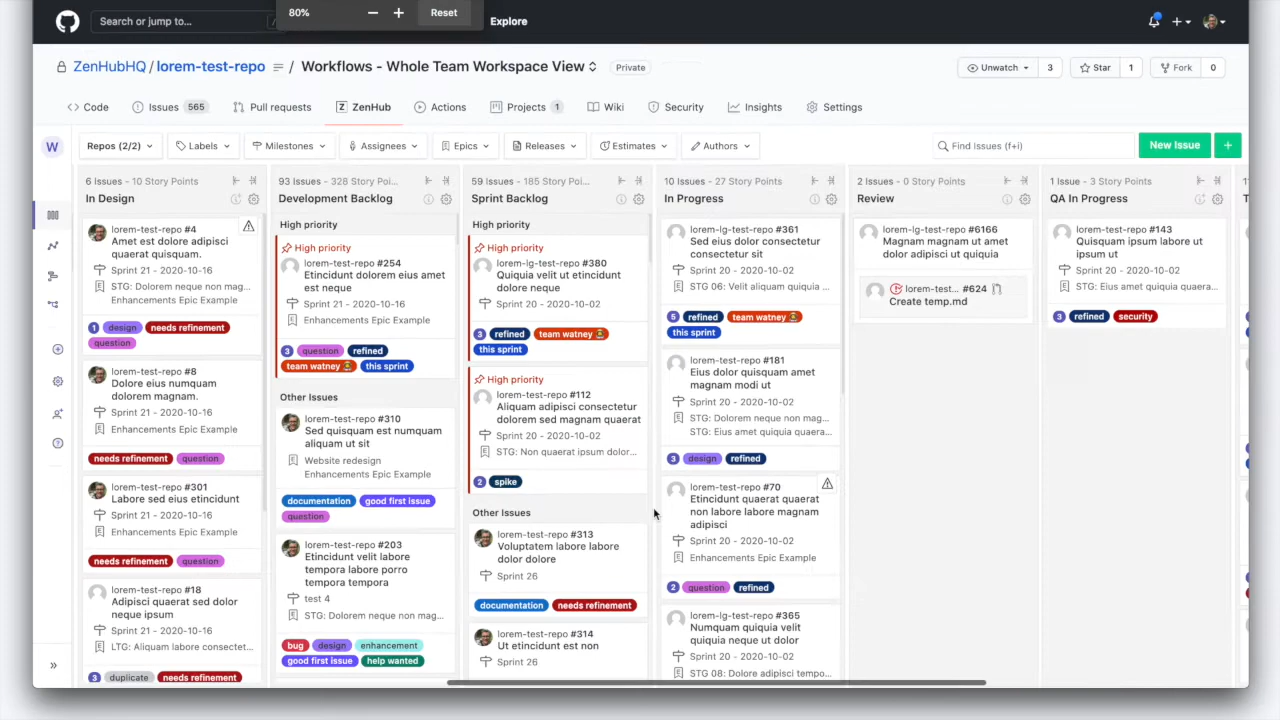 80%
Reset
Search or jump to...
/
Explore
ZenHubHQ / lorem-test-repo / Workflows - Whole Team Workspace View
Private
Unwatch 3
Star 1
Fork 0
Code
Issues 565
Pull requests
ZenHub
Actions
Projects 1
Wiki
Security
Insights
Settings
W
Repos (2/2)
Labels
Milestones
Assignees
Epics
Releases
Estimates
Authors
Find Issues (f+i)
New Issue
+
6 Issues - 10 Story Points
In Design
lorem-test-repo #4
Amet est dolore adipisci
quaerat quisquam.
Sprint 21 - 2020-10-16
STG: Dolorem neque non mag...
Enhancements Epic Example
1 design needs refinement
question
lorem-test-repo #8
Dolore eius numquam
dolorem magnam.
Sprint 21 - 2020-10-16
Enhancements Epic Example
needs refinement question
lorem-test-repo #301
Labore sed eius etincidunt
Sprint 21 - 2020-10-16
Enhancements Epic Example
needs refinement question
lorem-test-repo #18
Adipisci quaerat sed dolor
neque ipsum
Sprint 21 - 2020-10-16
LTG: Aliquam labore consectet...
3 duplicate needs refinement
93 Issues - 328 Story Poi...
Development Backlog
High priority
High priority
lorem-test-repo #254
Etincidunt dolorem eius amet
est neque
Sprint 21 - 2020-10-16
Enhancements Epic Example
3 question refined
team watney this sprint
Other Issues
lorem-test-repo #310
Sed quisquam est numquam
aliquam ut sit
Website redesign
Enhancements Epic Example
documentation good first issue
question
lorem-test-repo #203
Etincidunt velit labore
tempora labore porro
tempora tempora
test 4
STG: Dolorem neque non mag...
bug design enhancement
good first issue help wanted
59 Issues - 185 Story Poi...
Sprint Backlog
High priority
High priority
lorem-lg-test-repo #380
Quiquia velit ut etincidunt
dolore neque
Sprint 20 - 2020-10-02
3 refined team watney
this sprint
High priority
lorem-test-repo #112
Aliquam adipisci consectetur
dolorem sed magnam quaerat
Sprint 20 - 2020-10-02
STG: Non quaerat ipsum dolor...
2 spike
Other Issues
lorem-test-repo #313
Voluptatem labore labore
dolor dolore
Sprint 26
documentation needs refinement
lorem-test-repo #314
Ut etincidunt est non
Sprint 26
10 Issues - 27 Story Points
In Progress
lorem-lg-test-repo #361
Sed eius dolor consectetur
consectetur sit
Sprint 20 - 2020-10-02
STG 06: Velit aliquam quiquia ...
5 refined team watney
this sprint
lorem-test-repo #181
Eius dolor quisquam amet
magnam modi ut
Sprint 20 - 2020-10-02
STG: Dolorem neque non mag...
STG: Eius amet quiquia quaera...
3 design refined
lorem-test-repo #70
Etincidunt quaerat quaerat
non labore labore magnam
adipisci
Sprint 20 - 2020-10-02
Enhancements Epic Example
2 question refined
lorem-lg-test-repo #365
Numquam quiquia velit
quiquia neque ut dolor
Sprint 20 - 2020-10-02
STG 08: Dolore adipisci tempo...
2 Issues - 0 Story Points
Review
lorem-lg-test-repo #6166
Magnam magnam ut amet
dolor adipisci ut quiquia
lorem-test... #624
Create temp.md
1 Issue - 3 Story Points
QA In Progress
lorem-test-repo #143
Quisquam ipsum labore ut
ipsum ut
Sprint 20 - 2020-10-02
STG: Eius amet quiquia quaera...
3 refined security